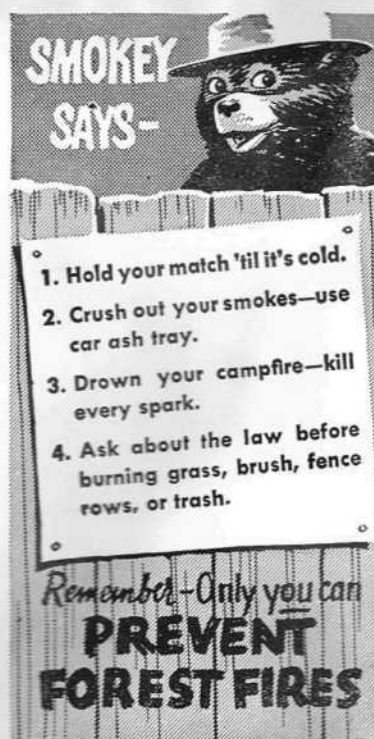 SMOKEY
SAYS-
1. Hold your match 'til it's cold.
2. Crush out your smokes—use
car ash tray.
3. Drown your campfire—kill
every spark.
4. Ask about the law before
burning grass, brush, fence
rows, or trash.
Remember-Only you can
PREVENT
FOREST FIRES